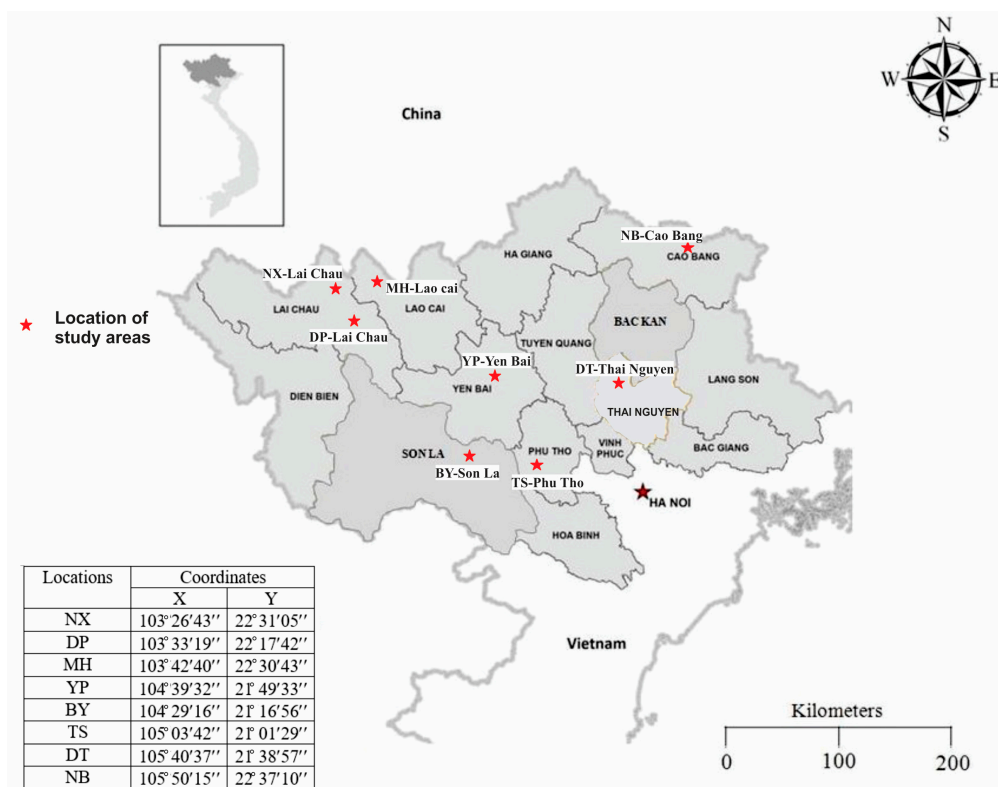 N
W
E
S
China
NB-Cao Bang
CAO BANG
HA GIANG
NX-Lai Chau
MH-Lao cai
LAI CHAU
LAO CAI
Location of
study areas
DP-Lai Chau
BAC KAN
TUYEN QUANG
YP-Yen Bai
DT-Thai Nguyen
YEN BAI
LANG SON
DIEN BIEN
THAI NGUYEN
SON LA
PHU THO
VINH
PHUC
BAC GIANG
BY-Son La
TS-Phu Tho
HA NOI
HOA BINH
Vietnam
Locations Coordinates
X Y
NX 103°26′43′′ 22°31′05′′
DP 103°33′19′′ 22°17′42′′
MH 103°42′40′′ 22°30′43′′
YP 104°39′32′′ 21°49′33′′
BY 104°29′16′′ 21°16′56′′
TS 105°03′42′′ 21°01′29′′
DT 105°40′37′′ 21°38′57′′
NB 105°50′15′′ 22°37′10′′
Kilometers
0 100 200